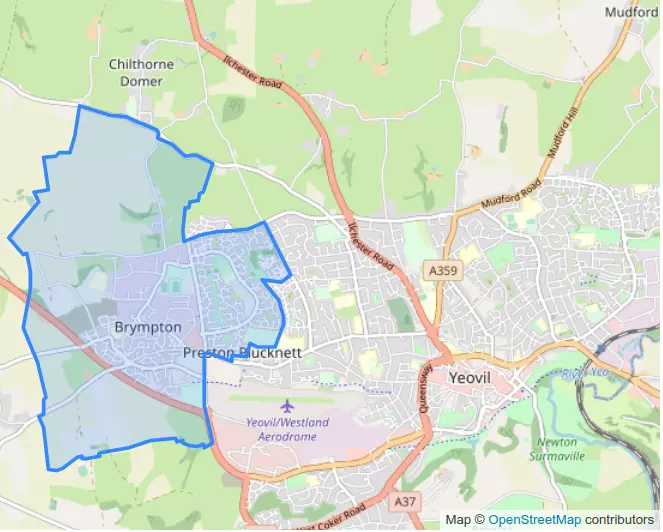 Mudford
Chilthorne
Domer
Ilchester Road
Mudford Hill
Mudford Road
Ilchester Road
A359
Brympton
Preston Plucknett
Queensway
Yeovil
River Yeo
Yeovil/Westland
Aerodrome
Newton
Surmaville
A37
West Coker Road
Map © OpenStreetMap contributors